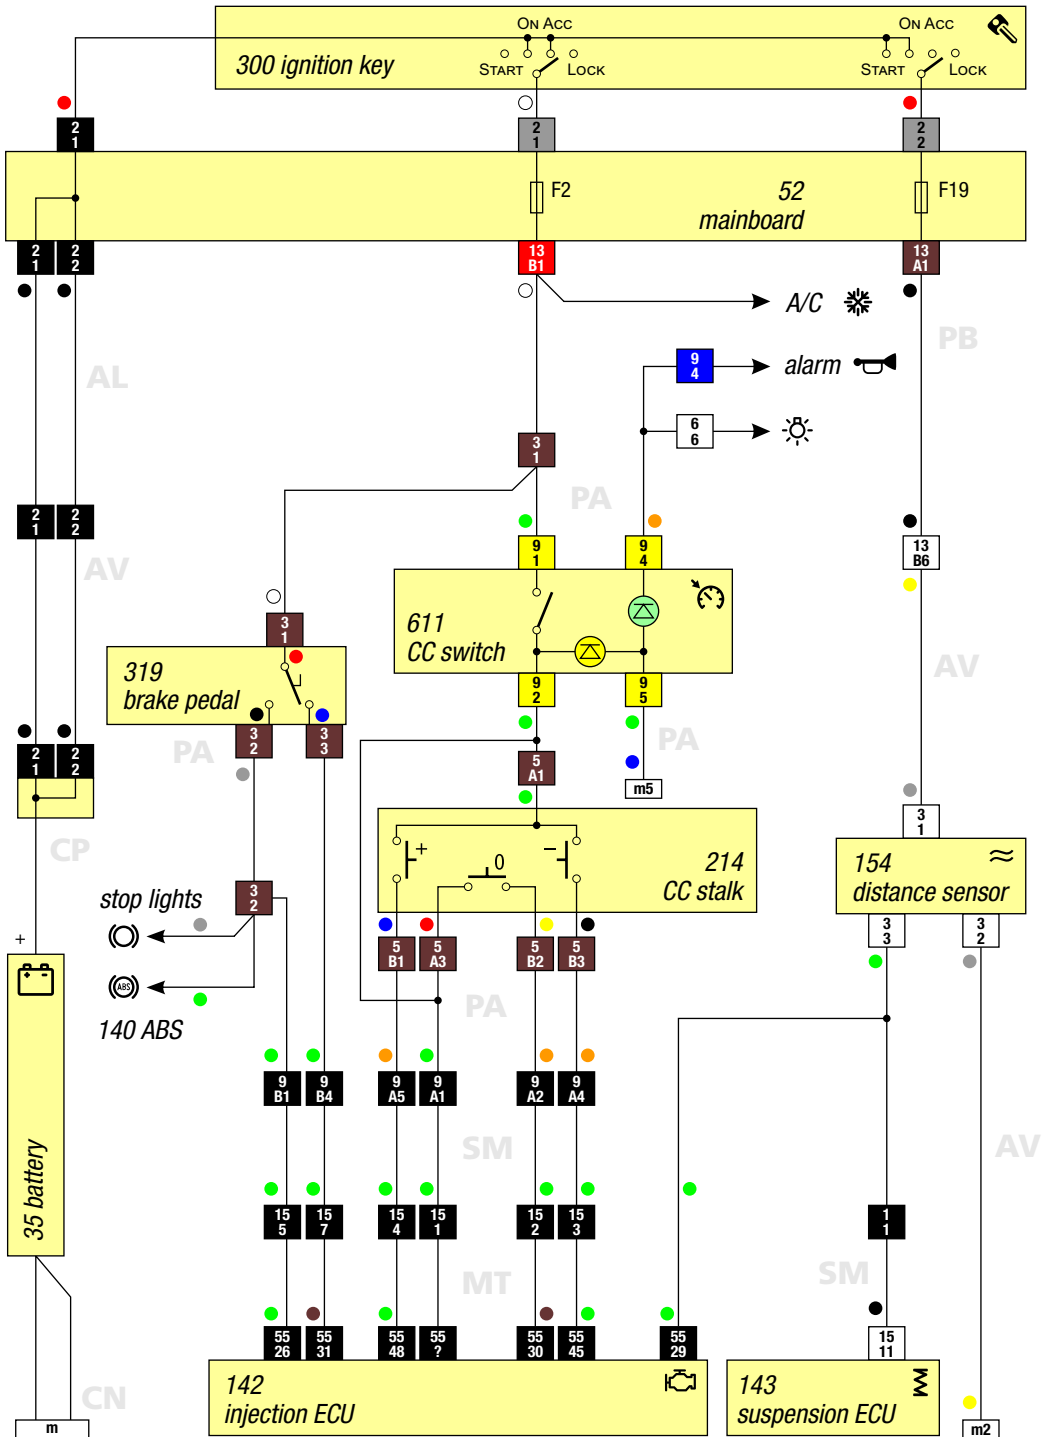 ON ACC
ON ACC
300 ignition key
START
LOCK
START
LOCK
2
1
2
1
2
2
F2
52
mainboard
F19
2
1
2
2
13
B1
13
A1
A/C
PB
AL
9
4
alarm
6
6
3
1
PA
2
1
2
2
AV
9
1
9
4
13
B6
3
1
611
CC switch
319
brake pedal
AV
9
2
9
5
3
2
3
3
PA
PA
2
1
2
2
5
A1
m5
CP
+
-
0
214
CC stalk
3
1
154
distance sensor
stop lights
3
2
3
3
3
2
+
5
B1
5
A3
5
B2
5
B3
ABS
140 ABS
PA
9
B1
9
B4
9
A5
9
A1
9
A2
9
A4
SM
AV
35 battery
15
5
15
7
15
4
15
1
15
2
15
3
1
1
MT
SM
55
26
55
31
55
48
55
?
55
30
55
45
55
29
15
11
142
injection ECU
143
suspension ECU
CN
m
m2